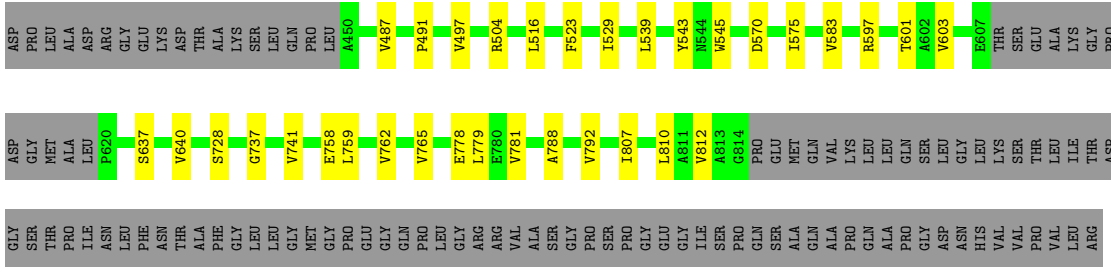 ASP PRO LEU ALA ASP ARG GLY GLU LYS ASP THR ALA LYS SER LEU GLN PRO LEU A450 V487 P491 V497 R504 L516 F523 I529 L539 Y543 N544 W545 D570 I575 V583 R597 T601 A602 V603 E607 THR SER GLU ALA LYS GLY PRO
ASP GLY MET ALA LEU P620 S637 V640 S728 G737 V741 E758 L759 V762 V765 E778 L779 E780 V781 A788 V792 I807 L810 A811 V812 A813 G814 PRO GLU MET GLN VAL LYS LEU LEU GLN SER LEU GLY LEU LYS SER THR LEU ILE THR ASP
GLY SER THR PRO ILE ASN LEU PHE ASN THR ALA PHE GLY LEU LEU GLY MET GLY PRO GLU GLY GLN PRO LEU GLY ARG ARG VAL ALA SER GLY PRO SER PRO GLY GLU GLY ILE SER PRO GLN SER ALA GLN ALA PRO GLN ALA PRO GLY ASP ASN HIS VAL VAL PRO VAL LEU ARG